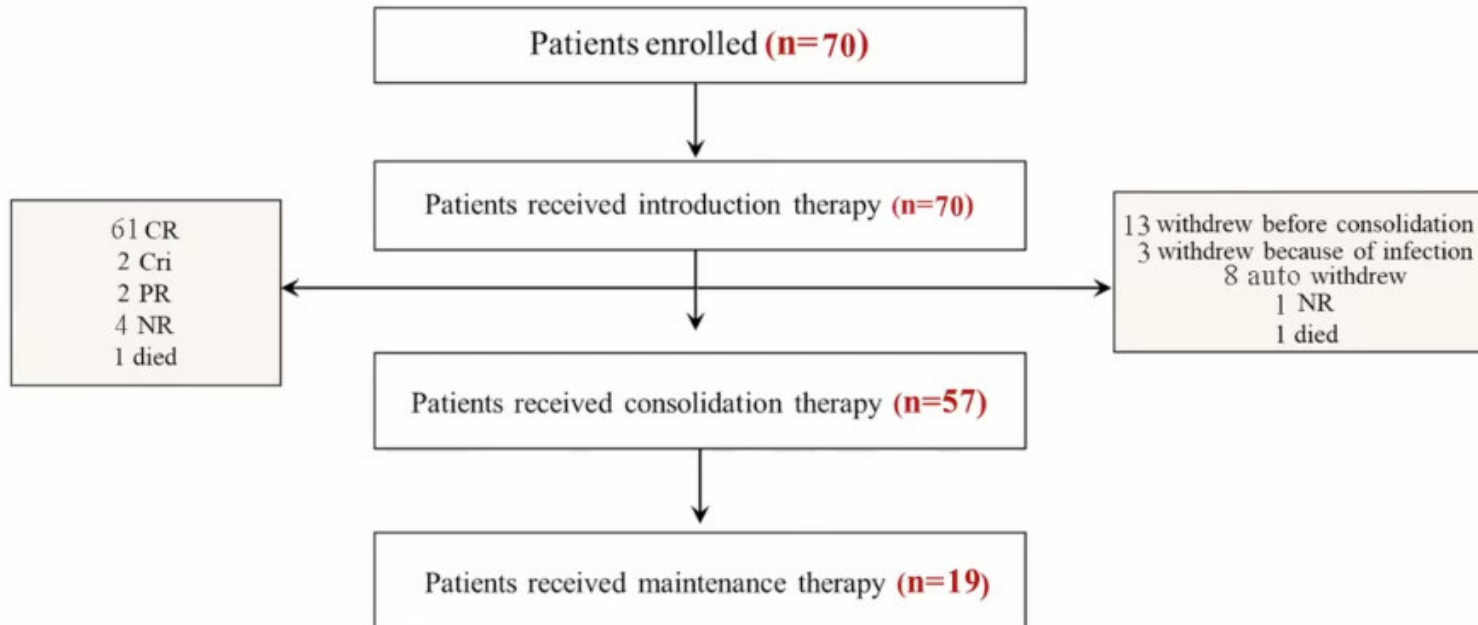 Patients enrolled (n=70)
Patients received introduction therapy (n=70)
61 CR
2 Cri
2 PR
4 NR
1 died
13 withdrew before consolidation
3 withdrew because of infection
8 auto withdrew
1 NR
1 died
Patients received consolidation therapy (n=57)
Patients received maintenance therapy (n=19)